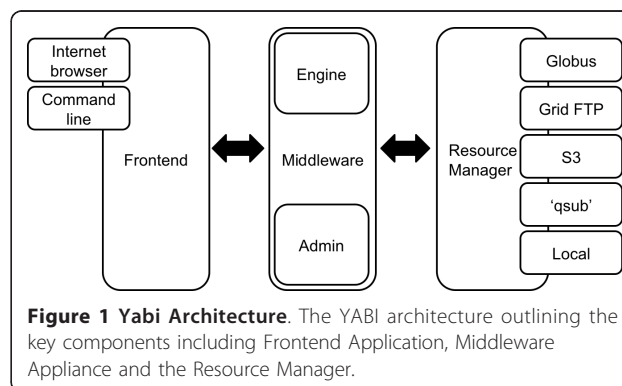 Internet
browser
Command
line
Frontend
Engine
Middleware
Admin
Resource
Manager
Globus
Grid FTP
S3
‘qsub’
Local
Figure 1 Yabi Architecture. The YABI architecture outlining the
key components including Frontend Application, Middleware
Appliance and the Resource Manager.